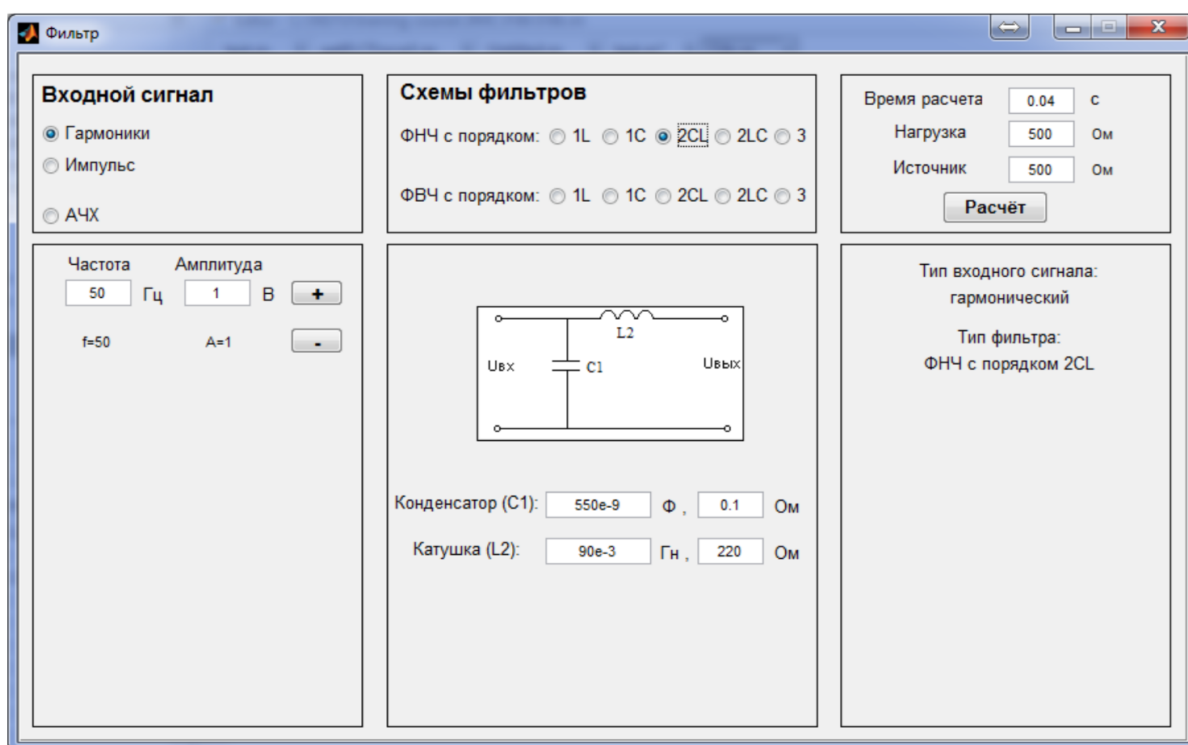 Фильтр
Входной сигнал
Гармоники
Импульс
АЧХ
Схемы фильтров
ФНЧ с порядком: 1L 1C 2CL 2LC 3
ФВЧ с порядком: 1L 1C 2CL 2LC 3
Время расчета 0.04 с
Нагрузка 500 Ом
Источник 500 Ом
Расчёт
Частота Амплитуда
50 Гц 1 В +
f=50 A=1 -
L2
Uвх C1 Uвых
Конденсатор (C1): 550e-9 Ф , 0.1 Ом
Катушка (L2): 90e-3 Гн , 220 Ом
Тип входного сигнала:
гармонический
Тип фильтра:
ФНЧ с порядком 2CL